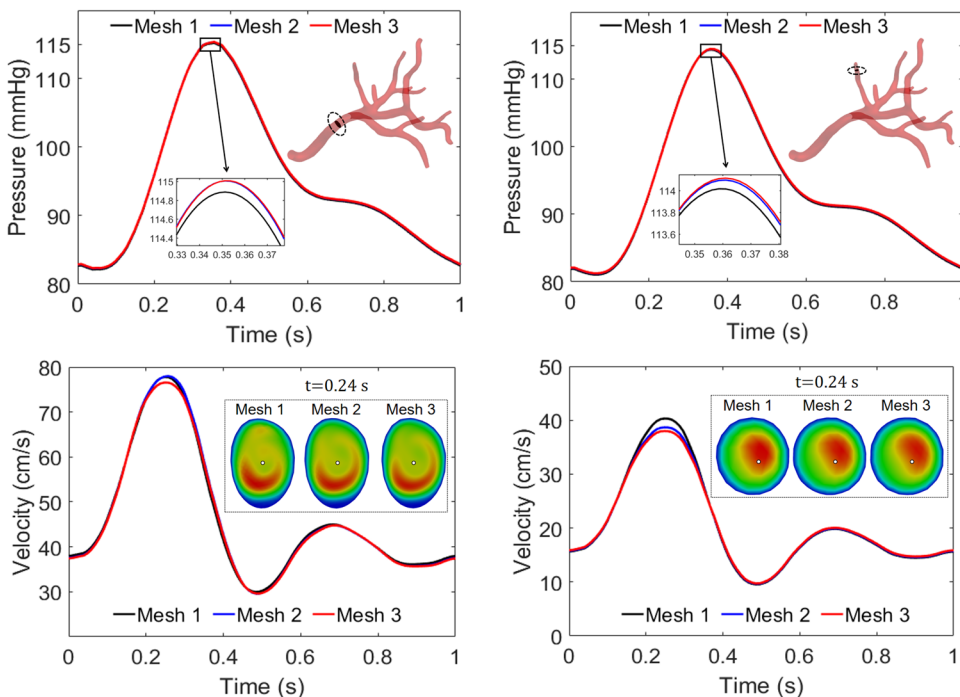 Mesh 1 Mesh 2 Mesh 3
Pressure (mmHg)
115
110
100
90
80
115
114.8
114.6
114.4
0.33 0.34 0.35 0.36 0.37
0 0.2 0.4 0.6 0.8 1
Time (s)
Mesh 1 Mesh 2 Mesh 3
Pressure (mmHg)
115
110
100
90
80
114
113.8
113.6
0.35 0.36 0.37 0.38
0 0.2 0.4 0.6 0.8 1
Time (s)
Velocity (cm/s)
80
70
60
50
40
30
t=0.24 s
Mesh 1 Mesh 2 Mesh 3
Mesh 1 Mesh 2 Mesh 3
0 0.2 0.4 0.6 0.8 1
Time (s)
Velocity (cm/s)
50
40
30
20
10
0
t=0.24 s
Mesh 1 Mesh 2 Mesh 3
Mesh 1 Mesh 2 Mesh 3
0 0.2 0.4 0.6 0.8 1
Time (s)